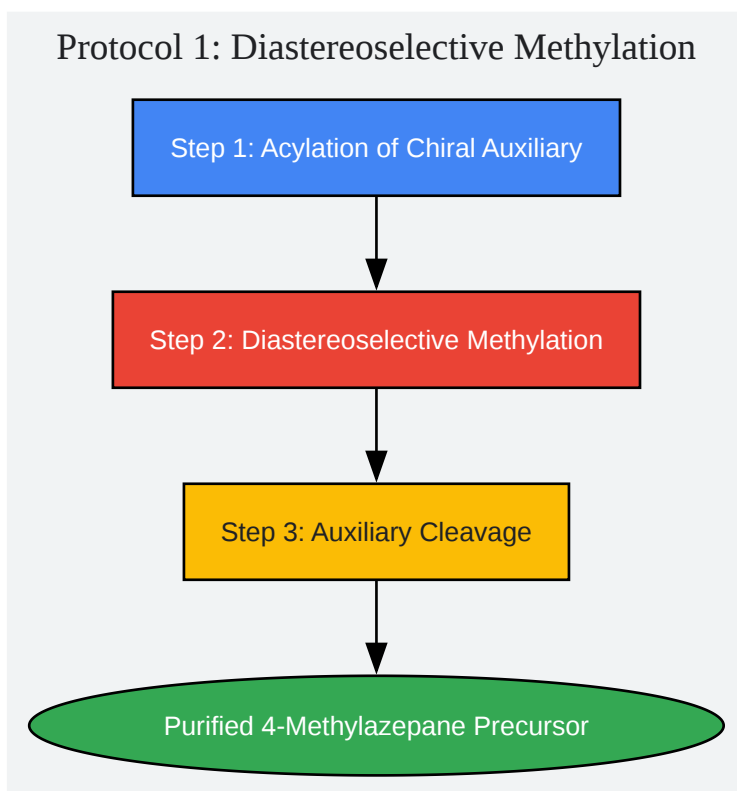 Protocol 1: Diastereoselective Methylation
Step 1: Acylation of Chiral Auxiliary
Step 2: Diastereoselective Methylation
Step 3: Auxiliary Cleavage
Purified 4-Methylazepane Precursor